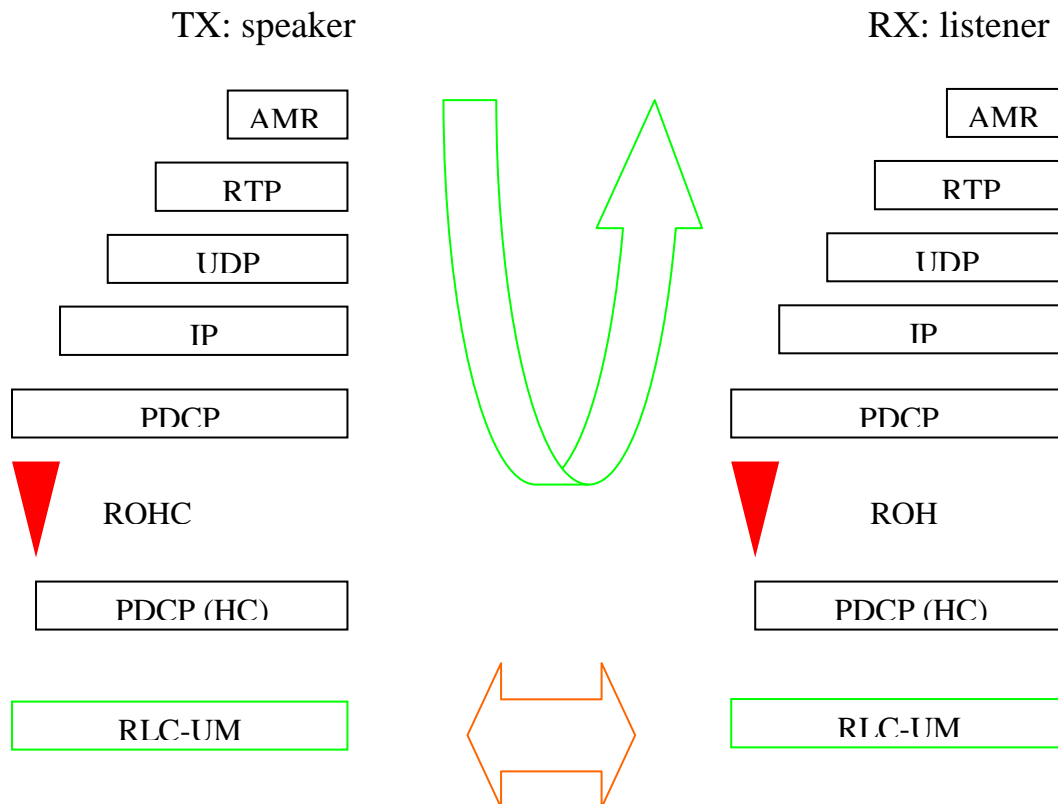 TX: speaker
RX: listener
AMR
AMR
RTP
RTP
UDP
UDP
IP
IP
PDCP
PDCP
ROHC
ROH
PDCP (HC)
PDCP (HC)
RLC-UM
RLC-UM